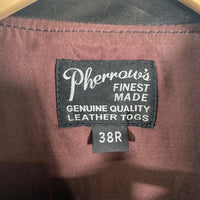 Pherrow's
FINEST
MADE
GENUINE QUALITY
LEATHER TOGS
38R